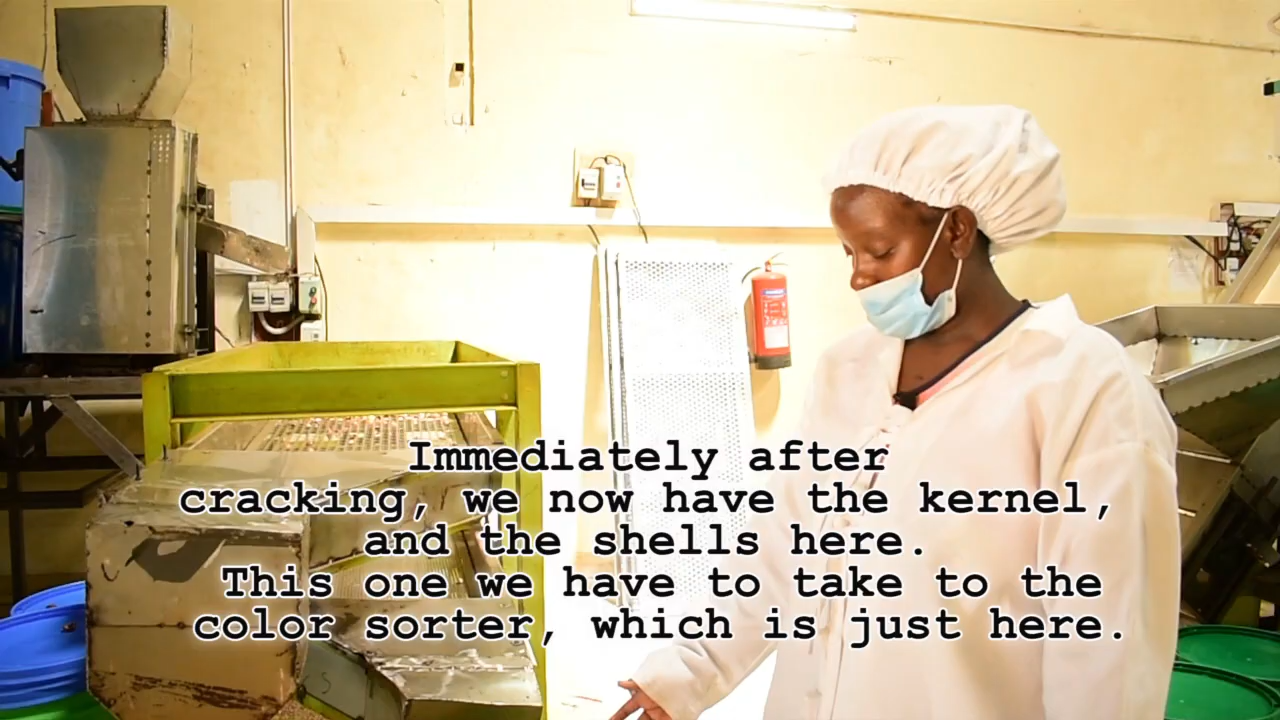 Immediately after
cracking, we now have the kernel,
and the shells here.
This one we have to take to the
color sorter, which is just here.